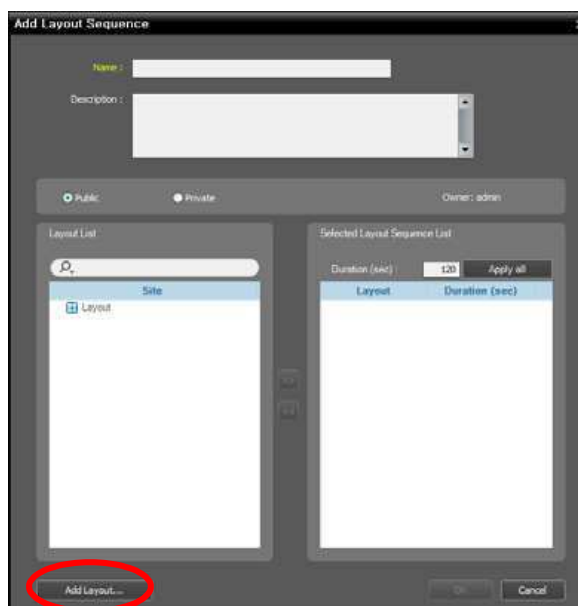 Add Layout Sequence
Name :
Description :
Public
Private
Owner: admin
Layout List
Selected Layout Sequence List
Duration (sec)
120
Apply all
Site
Layout
Duration (sec)
Layout
>>
<<
Add Layout...
Ok
Cancel